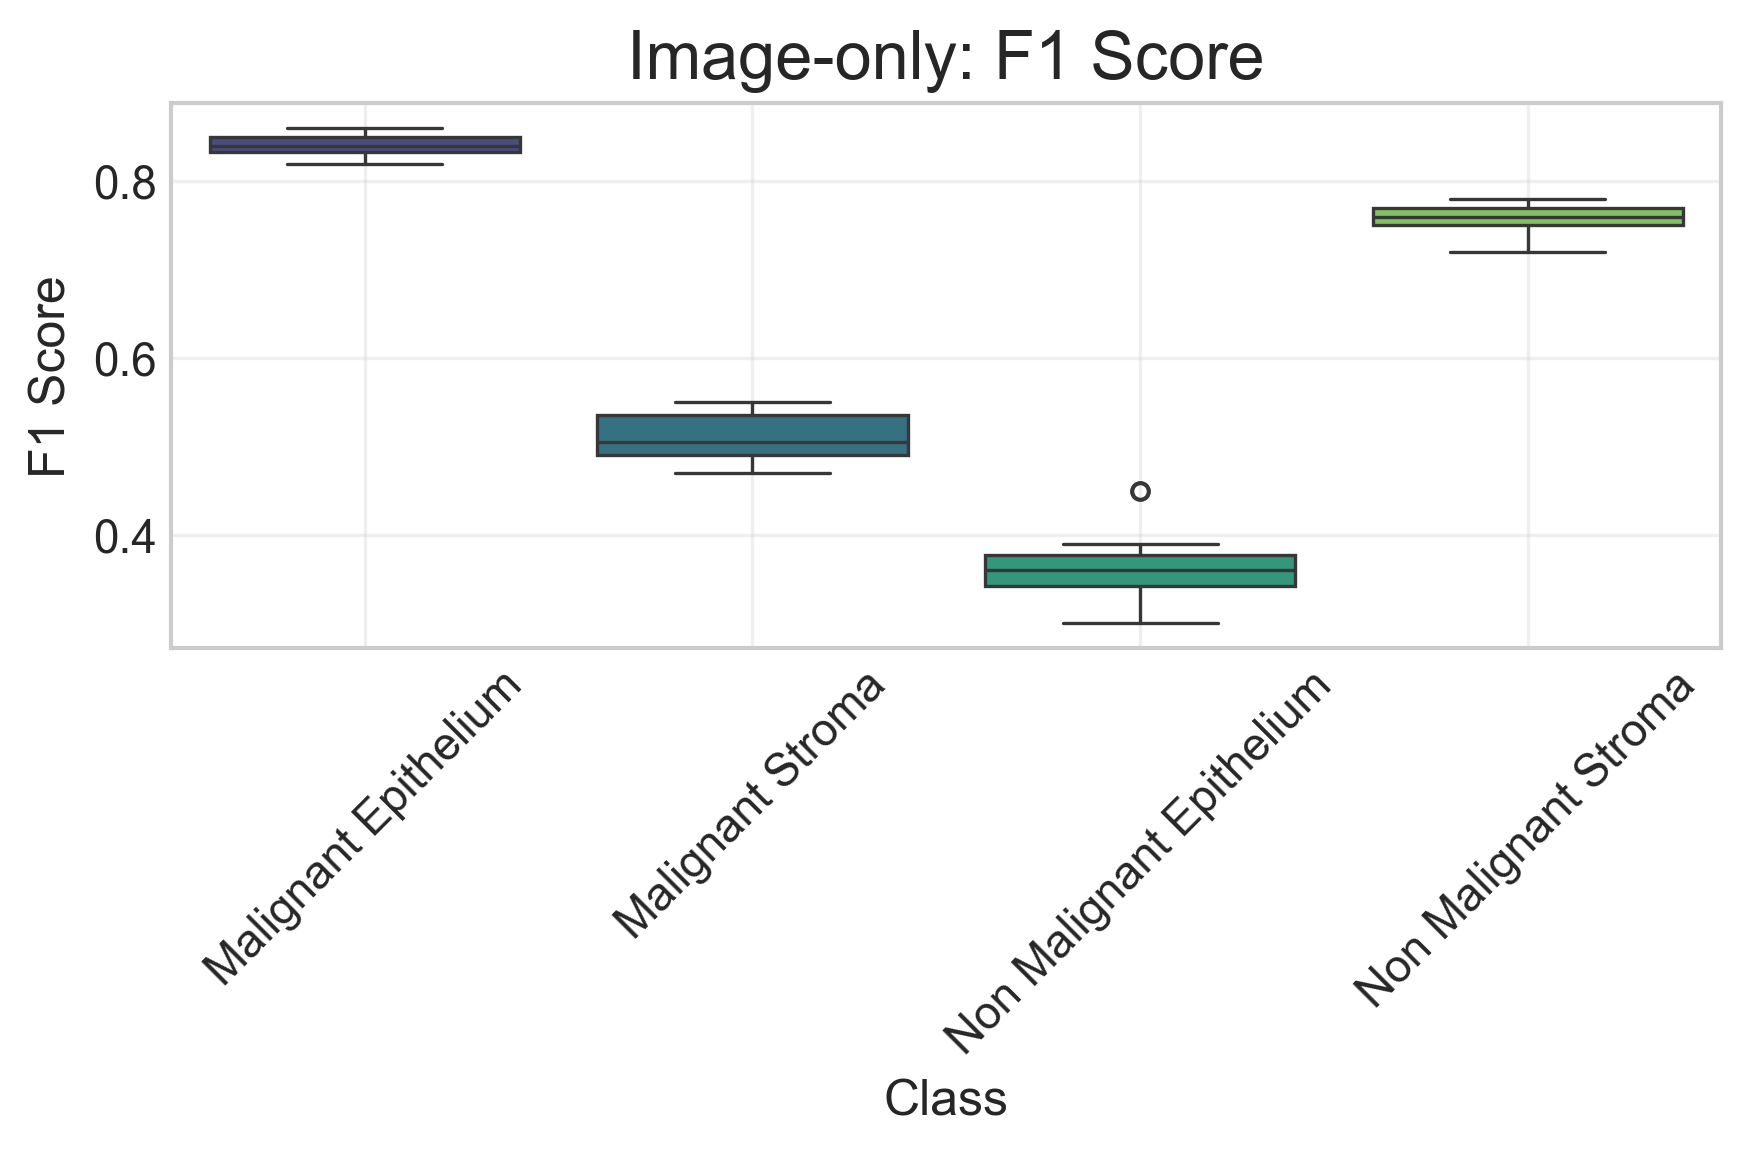 Image-only: F1 Score
F1 Score
0.8
0.6
0.4
Malignant Epithelium
Malignant Stroma
Non Malignant Epithelium
Non Malignant Stroma
Class